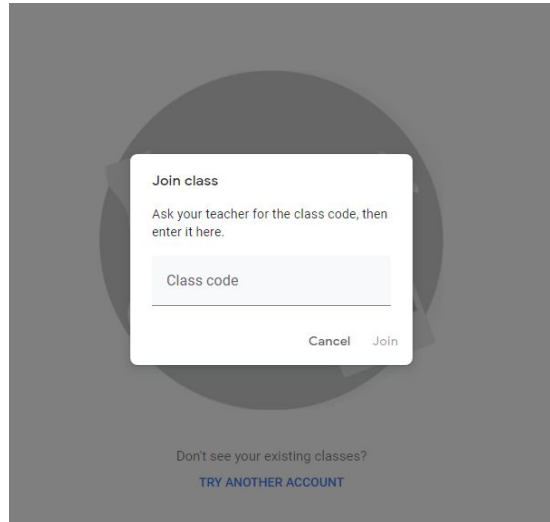 Join class
Ask your teacher for the class code, then
enter it here.
Class code
Cancel Join
Don't see your existing classes?
TRY ANOTHER ACCOUNT